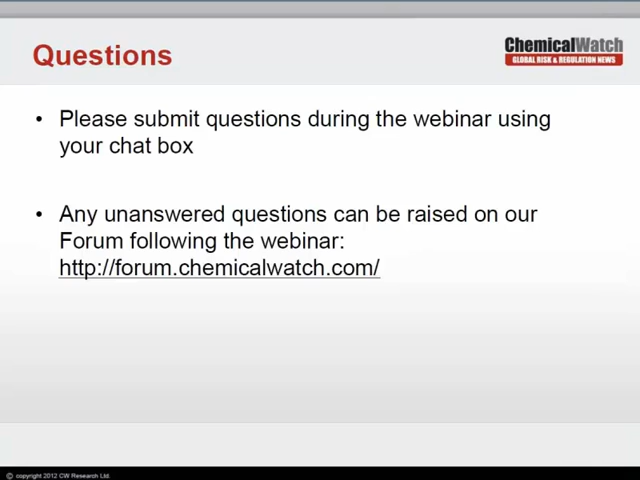 Questions
ChemicalWatch
GLOBAL RISK & REGULATION NEWS
• Please submit questions during the webinar using
your chat box
• Any unanswered questions can be raised on our
Forum following the webinar:
http://forum.chemicalwatch.com/
© copyright 2012 CW Research Ltd.